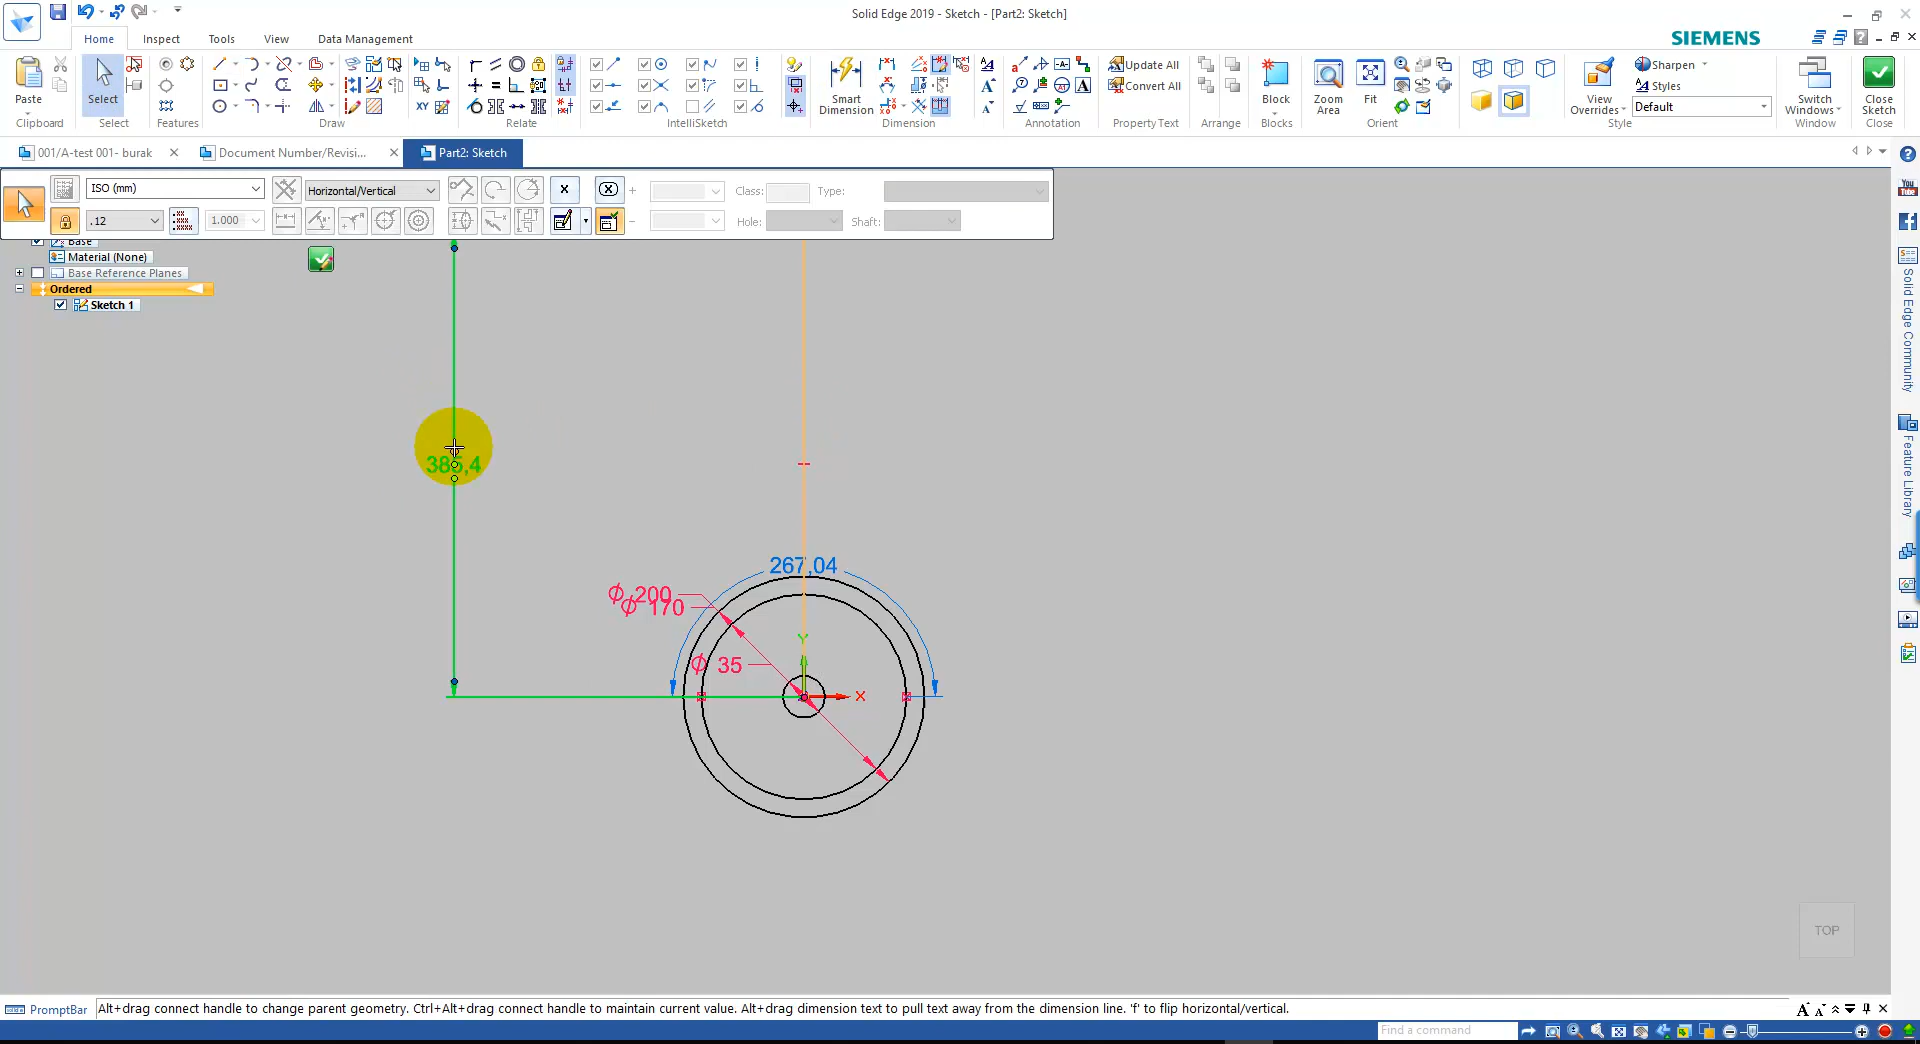 Solid Edge 2019 - Sketch - [Part2: Sketch]
Home
Inspect
Tools
View
Data Management
SIEMENS
Paste
Select
Smart Dimension
Update All
Convert All
Block
Zoom Area
Fit
View Overrides
Sharpen
Styles
Default
Switch Windows
Close Sketch
Clipboard
Select
Features
Draw
Relate
IntelliSketch
Dimension
Annotation
Property Text
Arrange
Blocks
Orient
Style
Window
Close
001/A-test 001- burak
Document Number/Revisi...
Part2: Sketch
ISO (mm)
Horizontal/Vertical
Class:
Type:
.12
1.000
Hole:
Shaft:
Base
Material (None)
Base Reference Planes
Ordered
Sketch 1
385,4
267,04
ϕ 200
ϕ 170
ϕ 35
Y
X
TOP
You Tube
Solid Edge Community
Feature Library
PromptBar
Alt+drag connect handle to change parent geometry. Ctrl+Alt+drag connect handle to maintain current value. Alt+drag dimension text to pull text away from the dimension line. 'f' to flip horizontal/vertical.
Find a command